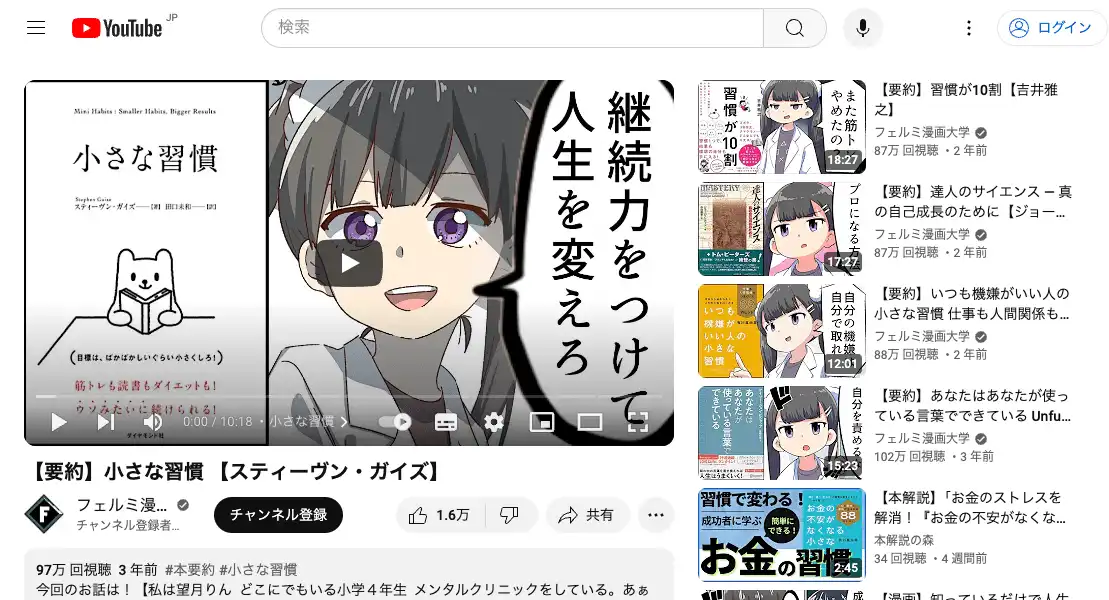 YouTube JP
検索
ログイン
Mini Habits : Smaller Habits, Bigger Results
小さな習慣
Stephen Guise
スティーヴン・ガイズ──[著] 田口未和──[訳]
(目標は、ばかばかしいぐらい小さくしろ!)
筋トレも読書もダイエットも!
ウソみたいに続けられる!
ダイヤモンド社
継続力をつけて
人生を変えろ
0:00 / 10:18 ・小さな習慣
【要約】小さな習慣 【スティーヴン・ガイズ】
フェルミ漫...
チャンネル登録者...
チャンネル登録
1.6万
共有
97万 回視聴 3 年前 #本要約 #小さな習慣
今回のお話は！【私は望月りん どこにでもいる小学４年生 メンタルクリニックをしている。あぁ
習慣が10割
また筋ト
やめたの
18:27
【要約】習慣が10割【吉井雅
之】
フェルミ漫画大学
87万 回視聴 ・2 年前
MASTERY
達人のサイエンス
プロになる方法
17:27
【要約】達人のサイエンス ─ 真
の自己成長のために【ジョー...
フェルミ漫画大学
87万 回視聴 ・2 年前
いつも
機嫌が
いい人の
小さな
習慣
自分の機嫌
自分で取れ
12:01
【要約】いつも機嫌がいい人の
小さな習慣 仕事も人間関係も...
フェルミ漫画大学
88万 回視聴 ・2 年前
あなたは
あなたが
使っている言葉で
できている
自分を責める
15:23
【要約】あなたはあなたが使っ
ている言葉でできている Unfu...
フェルミ漫画大学
102万 回視聴 ・3 年前
習慣で変わる！
成功者に学ぶ
簡単に
できる！
お金の
不安が
なくなる
小さな
88
お金の習慣
2:45
【本解説】「お金のストレスを
解消！『お金の不安がなくな...
本解説の森
34 回視聴 ・4 週間前